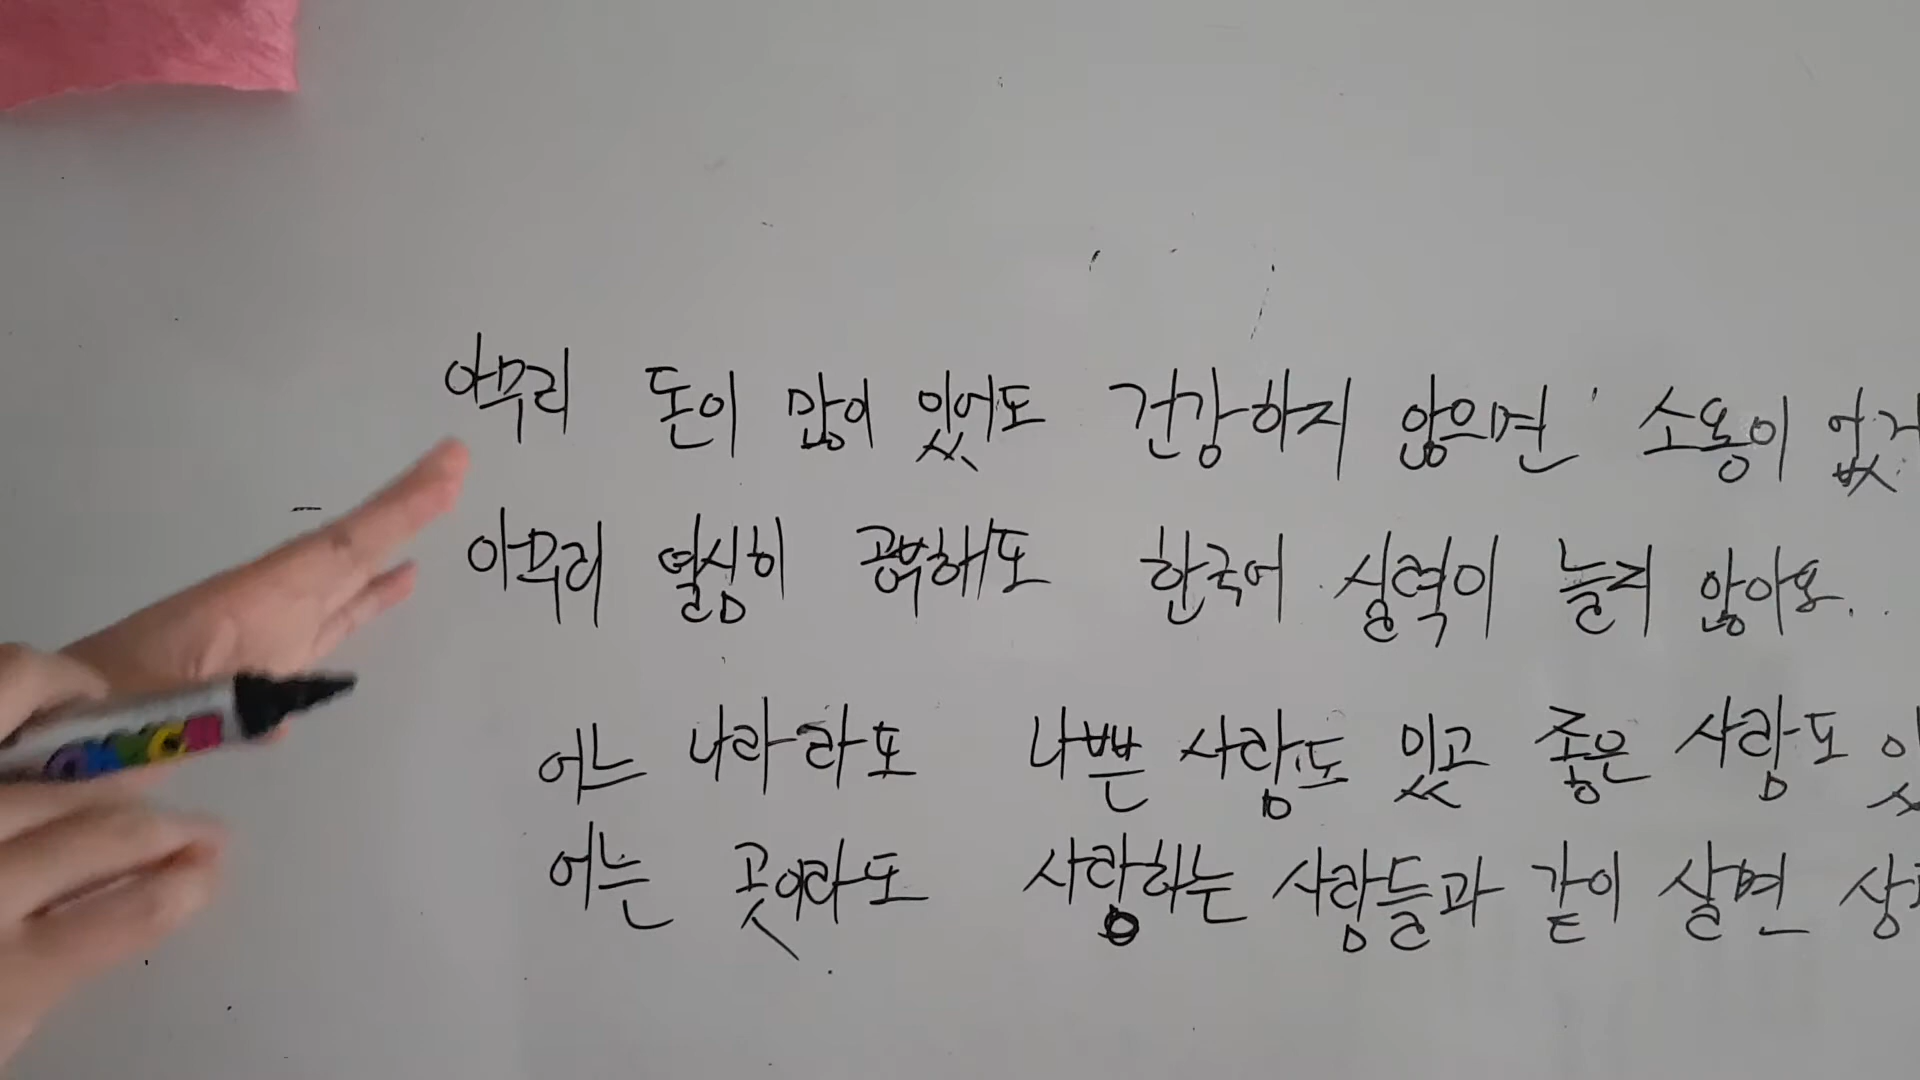 아무리 돈이 많이 있어도 건강하지 않으면 소용이 없
아무리 열심히 공부해도 한국어 실력이 늘지 않아요..
어느 나라라도 나쁜 사람도 있고 좋은 사람도 있
어는 곳이라도 사랑하는 사람들과 같이 살면 상